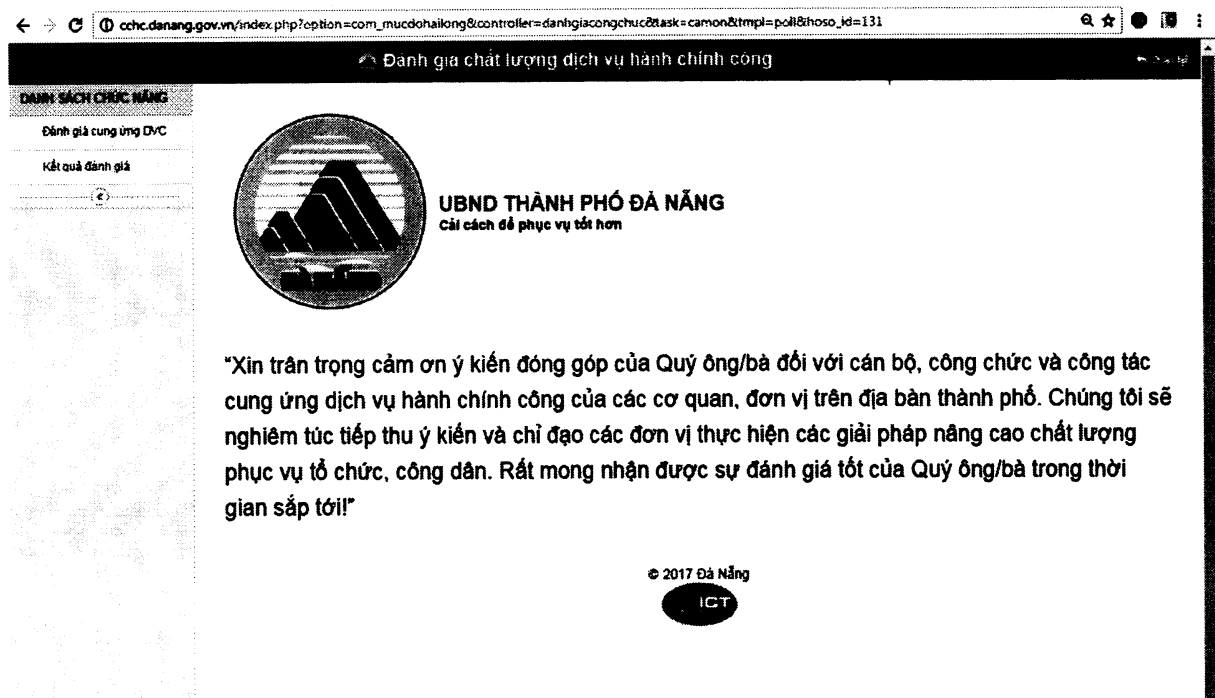 cchc.danang.gov.vn/index.php?option=com_mucdohailong&controller=danhgiacongchuc&task=camon&tmpl=poll&hoso_id=131
Đánh giá chất lượng dịch vụ hành chính công
DANH SÁCH CHỨC NĂNG
Đánh giá cung ứng DVC
Kết quả đánh giá
UBND THÀNH PHỐ ĐÀ NẴNG
Cải cách để phục vụ tốt hơn
“Xin trân trọng cảm ơn ý kiến đóng góp của Quý ông/bà đối với cán bộ, công chức và công tác
cung ứng dịch vụ hành chính công của các cơ quan, đơn vị trên địa bàn thành phố. Chúng tôi sẽ
nghiêm túc tiếp thu ý kiến và chỉ đạo các đơn vị thực hiện các giải pháp nâng cao chất lượng
phục vụ tổ chức, công dân. Rất mong nhận được sự đánh giá tốt của Quý ông/bà trong thời
gian sắp tới!”
© 2017 Đà Nẵng
ICT